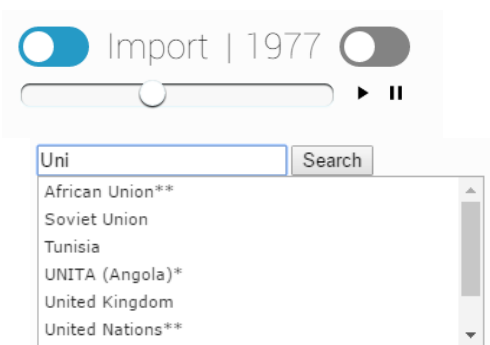 Import | 1977
Uni Search
African Union**
Soviet Union
Tunisia
UNITA (Angola)*
United Kingdom
United Nations**